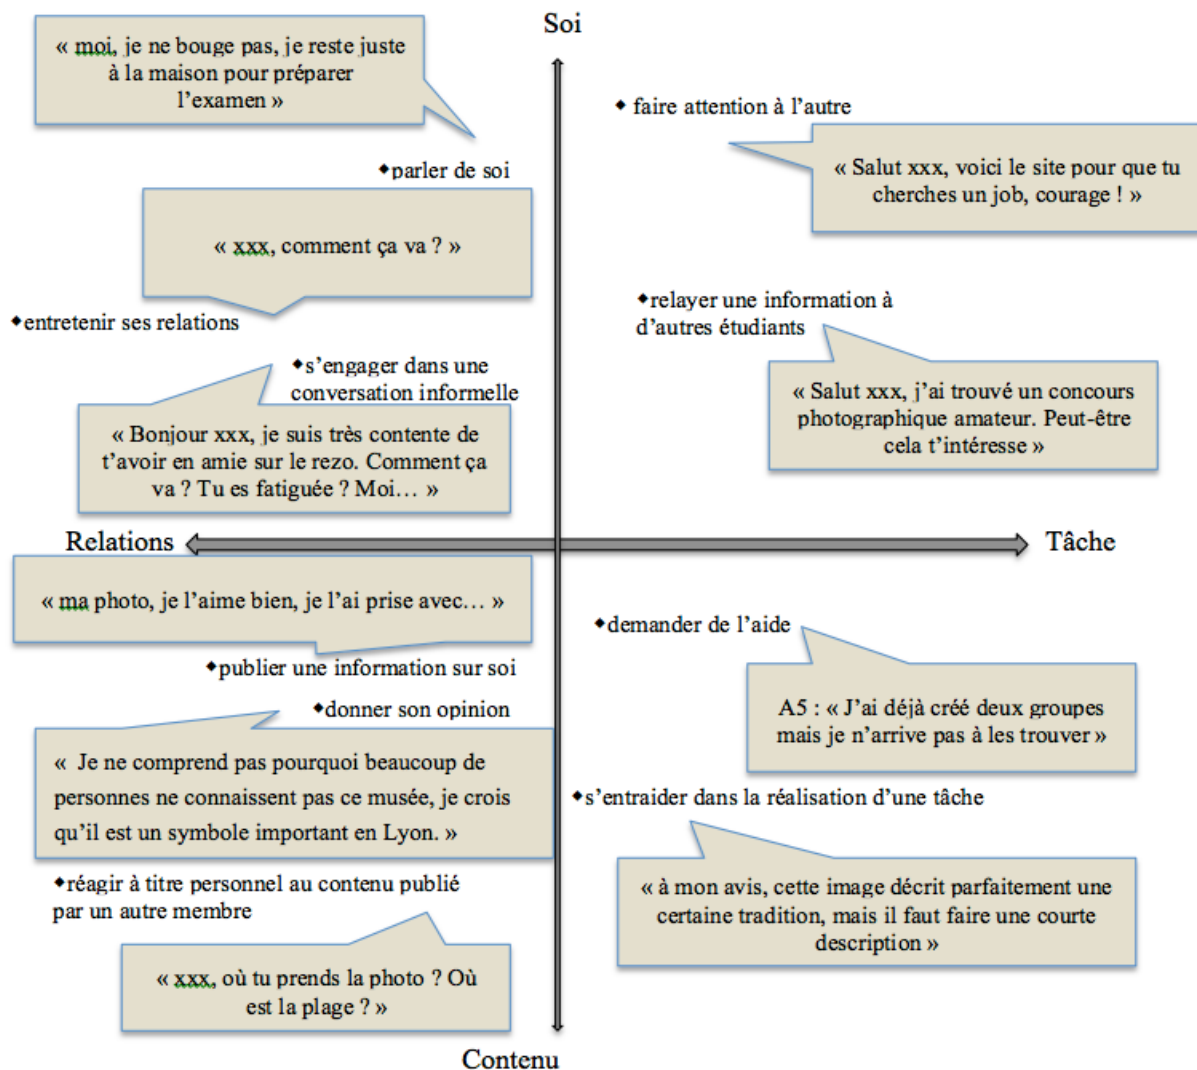 Soi
« moi, je ne bouge pas, je reste juste
à la maison pour préparer
l’examen »
◆ faire attention à l’autre
« Salut xxx, voici le site pour que tu
cherches un job, courage ! »
◆parler de soi
« xxx, comment ça va ? »
◆entretenir ses relations
◆relayer une information à
d’autres étudiants
◆s’engager dans une
conversation informelle
« Salut xxx, j’ai trouvé un concours
photographique amateur. Peut-être
cela t’intéresse »
« Bonjour xxx, je suis très contente de
t’avoir en amie sur le rezo. Comment ça
va ? Tu es fatiguée ? Moi… »
Relations
Tâche
« ma photo, je l’aime bien, je l’ai prise avec… »
◆demander de l’aide
◆publier une information sur soi
A5 : « J’ai déjà créé deux groupes
mais je n’arrive pas à les trouver »
◆donner son opinion
« Je ne comprend pas pourquoi beaucoup de
personnes ne connaissent pas ce musée, je crois
qu’il est un symbole important en Lyon. »
◆s’entraider dans la réalisation d’une tâche
◆réagir à titre personnel au contenu publié
par un autre membre
« à mon avis, cette image décrit parfaitement une
certaine tradition, mais il faut faire une courte
description »
« xxx, où tu prends la photo ? Où
est la plage ? »
Contenu